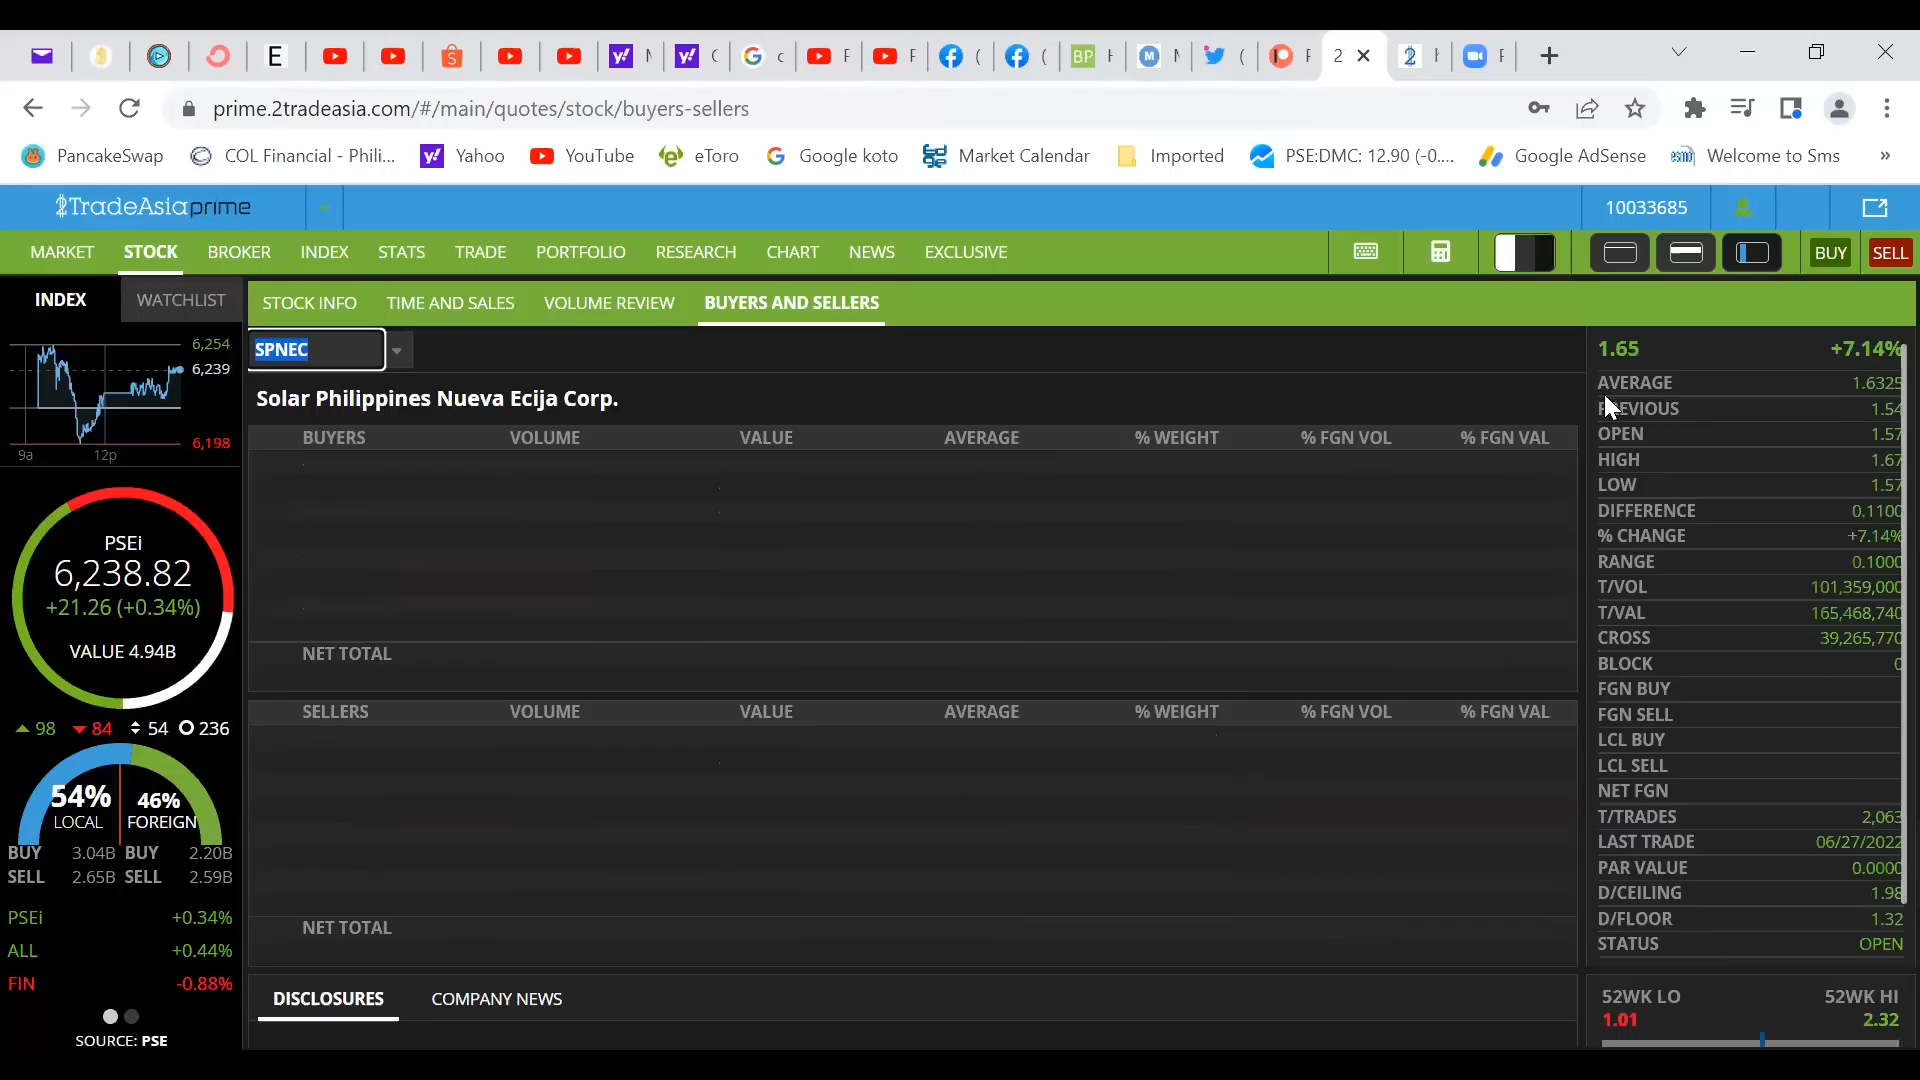 E
2
prime.2tradeasia.com/#/main/quotes/stock/buyers-sellers
PancakeSwap COL Financial - Phili... Yahoo YouTube eToro Google koto Market Calendar Imported PSE:DMC: 12.90 (-0.... Google AdSense Welcome to Sms »
2TradeAsiaprime 10033685
MARKET STOCK BROKER INDEX STATS TRADE PORTFOLIO RESEARCH CHART NEWS EXCLUSIVE BUY SELL
INDEX WATCHLIST
STOCK INFO TIME AND SALES VOLUME REVIEW BUYERS AND SELLERS
6,254
6,239
6,198
9a 12p
PSEi
6,238.82
+21.26 (+0.34%)
VALUE 4.94B
98 84 54 236
54% LOCAL
46% FOREIGN
BUY 3.04B BUY 2.20B
SELL 2.65B SELL 2.59B
PSEi +0.34%
ALL +0.44%
FIN -0.88%
SOURCE: PSE
SPNEC
Solar Philippines Nueva Ecija Corp.
BUYERS VOLUME VALUE AVERAGE % WEIGHT % FGN VOL % FGN VAL
NET TOTAL
SELLERS VOLUME VALUE AVERAGE % WEIGHT % FGN VOL % FGN VAL
NET TOTAL
DISCLOSURES COMPANY NEWS
1.65 +7.14%
AVERAGE 1.6325
PREVIOUS 1.54
OPEN 1.57
HIGH 1.67
LOW 1.57
DIFFERENCE 0.1100
% CHANGE +7.14%
RANGE 0.1000
T/VOL 101,359,000
T/VAL 165,468,740
CROSS 39,265,770
BLOCK 0
FGN BUY
FGN SELL
LCL BUY
LCL SELL
NET FGN
T/TRADES 2,063
LAST TRADE 06/27/2022
PAR VALUE 0.0000
D/CEILING 1.98
D/FLOOR 1.32
STATUS OPEN
52WK LO 52WK HI
1.01 2.32